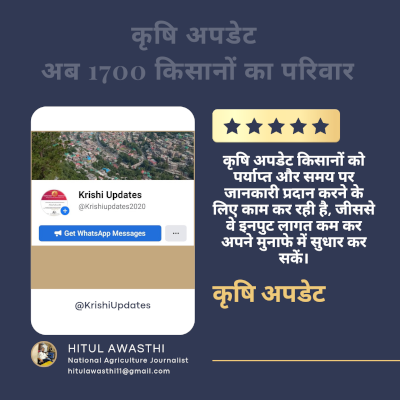 कृषि अपडेट
अब 1700 किसानों का परिवार
कृषि अपडेट किसानों को
पर्याप्त और समय पर
जानकारी प्रदान करने के
लिए काम कर रही है, जीससे
वे इनपुट लागत कम कर
अपने मुनाफे में सुधार कर
सकें।
कृषि अपडेट
Krishi Updates
@Krishiupdates2020
Get WhatsApp Messages
@KrishiUpdates
HITUL AWASTHI
National Agriculture Journalist
hitulawasthi11@gmail.com